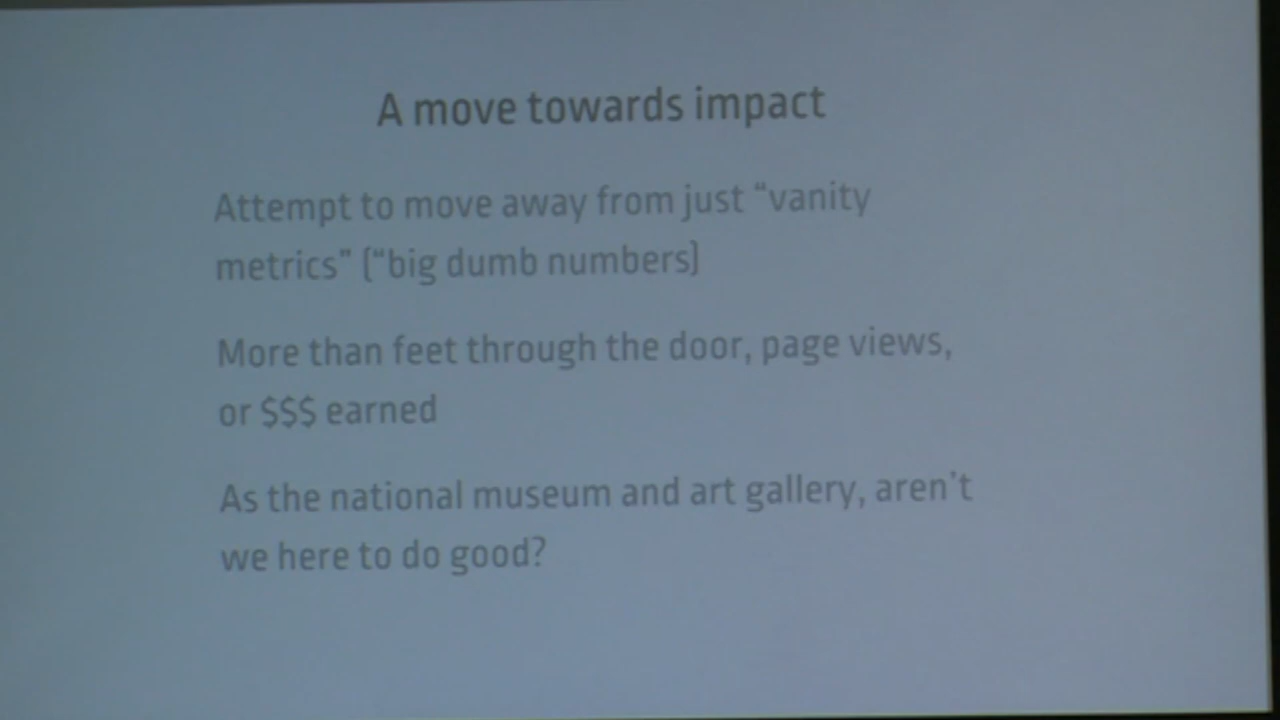 A move towards impact
Attempt to move away from just “vanity
metrics” (“big dumb numbers)
More than feet through the door, page views,
or $$$ earned
As the national museum and art gallery, aren’t
we here to do good?